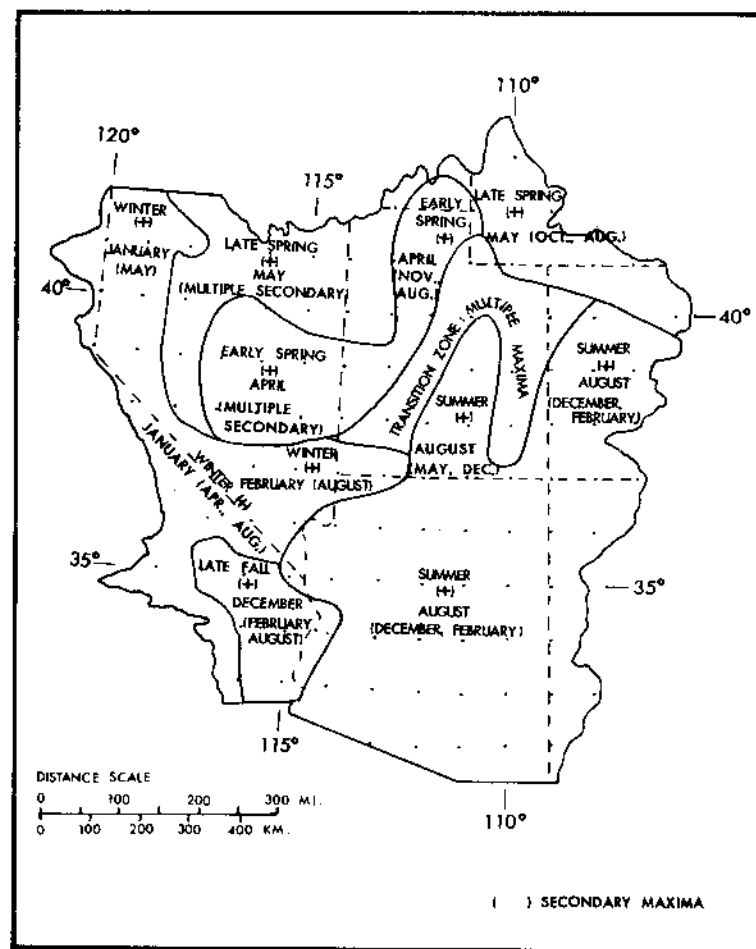 110°
120°
115°
WINTER
(+)
JANUARY
(MAY)
LATE SPRING
(+)
MAY
(MULTIPLE SECONDARY)
EARLY
SPRING
(+)
APRIL
(NOV.
AUG.)
LATE SPRING
(+)
MAY (OCT., AUG.)
40°
40°
EARLY SPRING
(+)
APRIL
(MULTIPLE
SECONDARY)
TRANSITION ZONE: MULTIPLE
MAXIMA
SUMMER
(+)
AUGUST
(MAY, DEC.)
SUMMER
(+)
AUGUST
(DECEMBER,
FEBRUARY)
WINTER
(+)
FEBRUARY (AUGUST)
WINTER (+)
JANUARY (APR., AUG.)
35°
LATE FALL
(+)
DECEMBER
(FEBRUARY
AUGUST)
SUMMER
(+)
AUGUST
(DECEMBER, FEBRUARY)
35°
115°
110°
DISTANCE SCALE
0 100 200 300 MI.
0 100 200 300 400 KM.
( ) SECONDARY MAXIMA